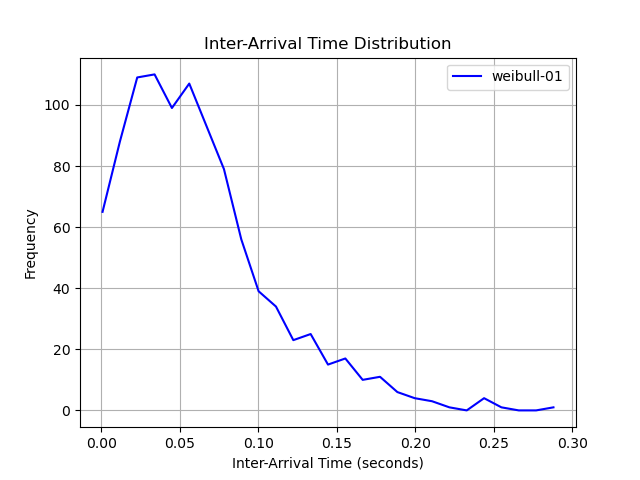 Inter-Arrival Time Distribution
weibull-01
Frequency
100
80
60
40
20
0
0.00 0.05 0.10 0.15 0.20 0.25 0.30
Inter-Arrival Time (seconds)